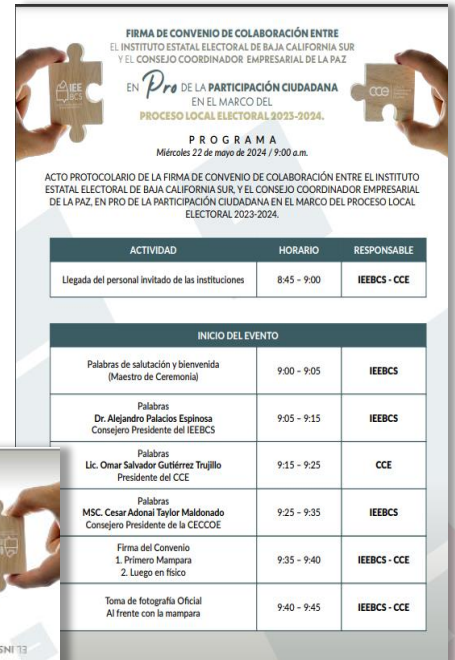 FIRMA DE CONVENIO DE COLABORACIÓN ENTRE
EL INSTITUTO ESTATAL ELECTORAL DE BAJA CALIFORNIA SUR
Y EL CONSEJO COORDINADOR EMPRESARIAL DE LA PAZ
EN Pro DE LA PARTICIPACIÓN CIUDADANA
EN EL MARCO DEL
PROCESO LOCAL ELECTORAL 2023-2024.
IEE
BCS
cce
PROGRAMA
Miércoles 22 de mayo de 2024 / 9:00 a.m.
ACTO PROTOCOLARIO DE LA FIRMA DE CONVENIO DE COLABORACIÓN ENTRE EL INSTITUTO
ESTATAL ELECTORAL DE BAJA CALIFORNIA SUR, Y EL CONSEJO COORDINADOR EMPRESARIAL
DE LA PAZ, EN PRO DE LA PARTICIPACIÓN CIUDADANA EN EL MARCO DEL PROCESO LOCAL
ELECTORAL 2023-2024.
ACTIVIDAD HORARIO RESPONSABLE
Llegada del personal invitado de las instituciones 8:45 – 9:00 IEEBCS - CCE
INICIO DEL EVENTO
Palabras de salutación y bienvenida
(Maestro de Ceremonia) 9:00 – 9:05 IEEBCS
Palabras
Dr. Alejandro Palacios Espinosa 9:05 – 9:15 IEEBCS
Consejero Presidente del IEEBCS
Palabras
Lic. Omar Salvador Gutiérrez Trujillo 9:15 – 9:25 CCE
Presidente del CCE
Palabras
MSC. Cesar Adonai Taylor Maldonado 9:25 – 9:35 IEEBCS
Consejero Presidente de la CECCOE
Firma del Convenio
1. Primero Mampara 9:35 – 9:40 IEEBCS - CCE
2. Luego en físico
Toma de fotografía Oficial
Al frente con la mampara 9:40 – 9:45 IEEBCS - CCE